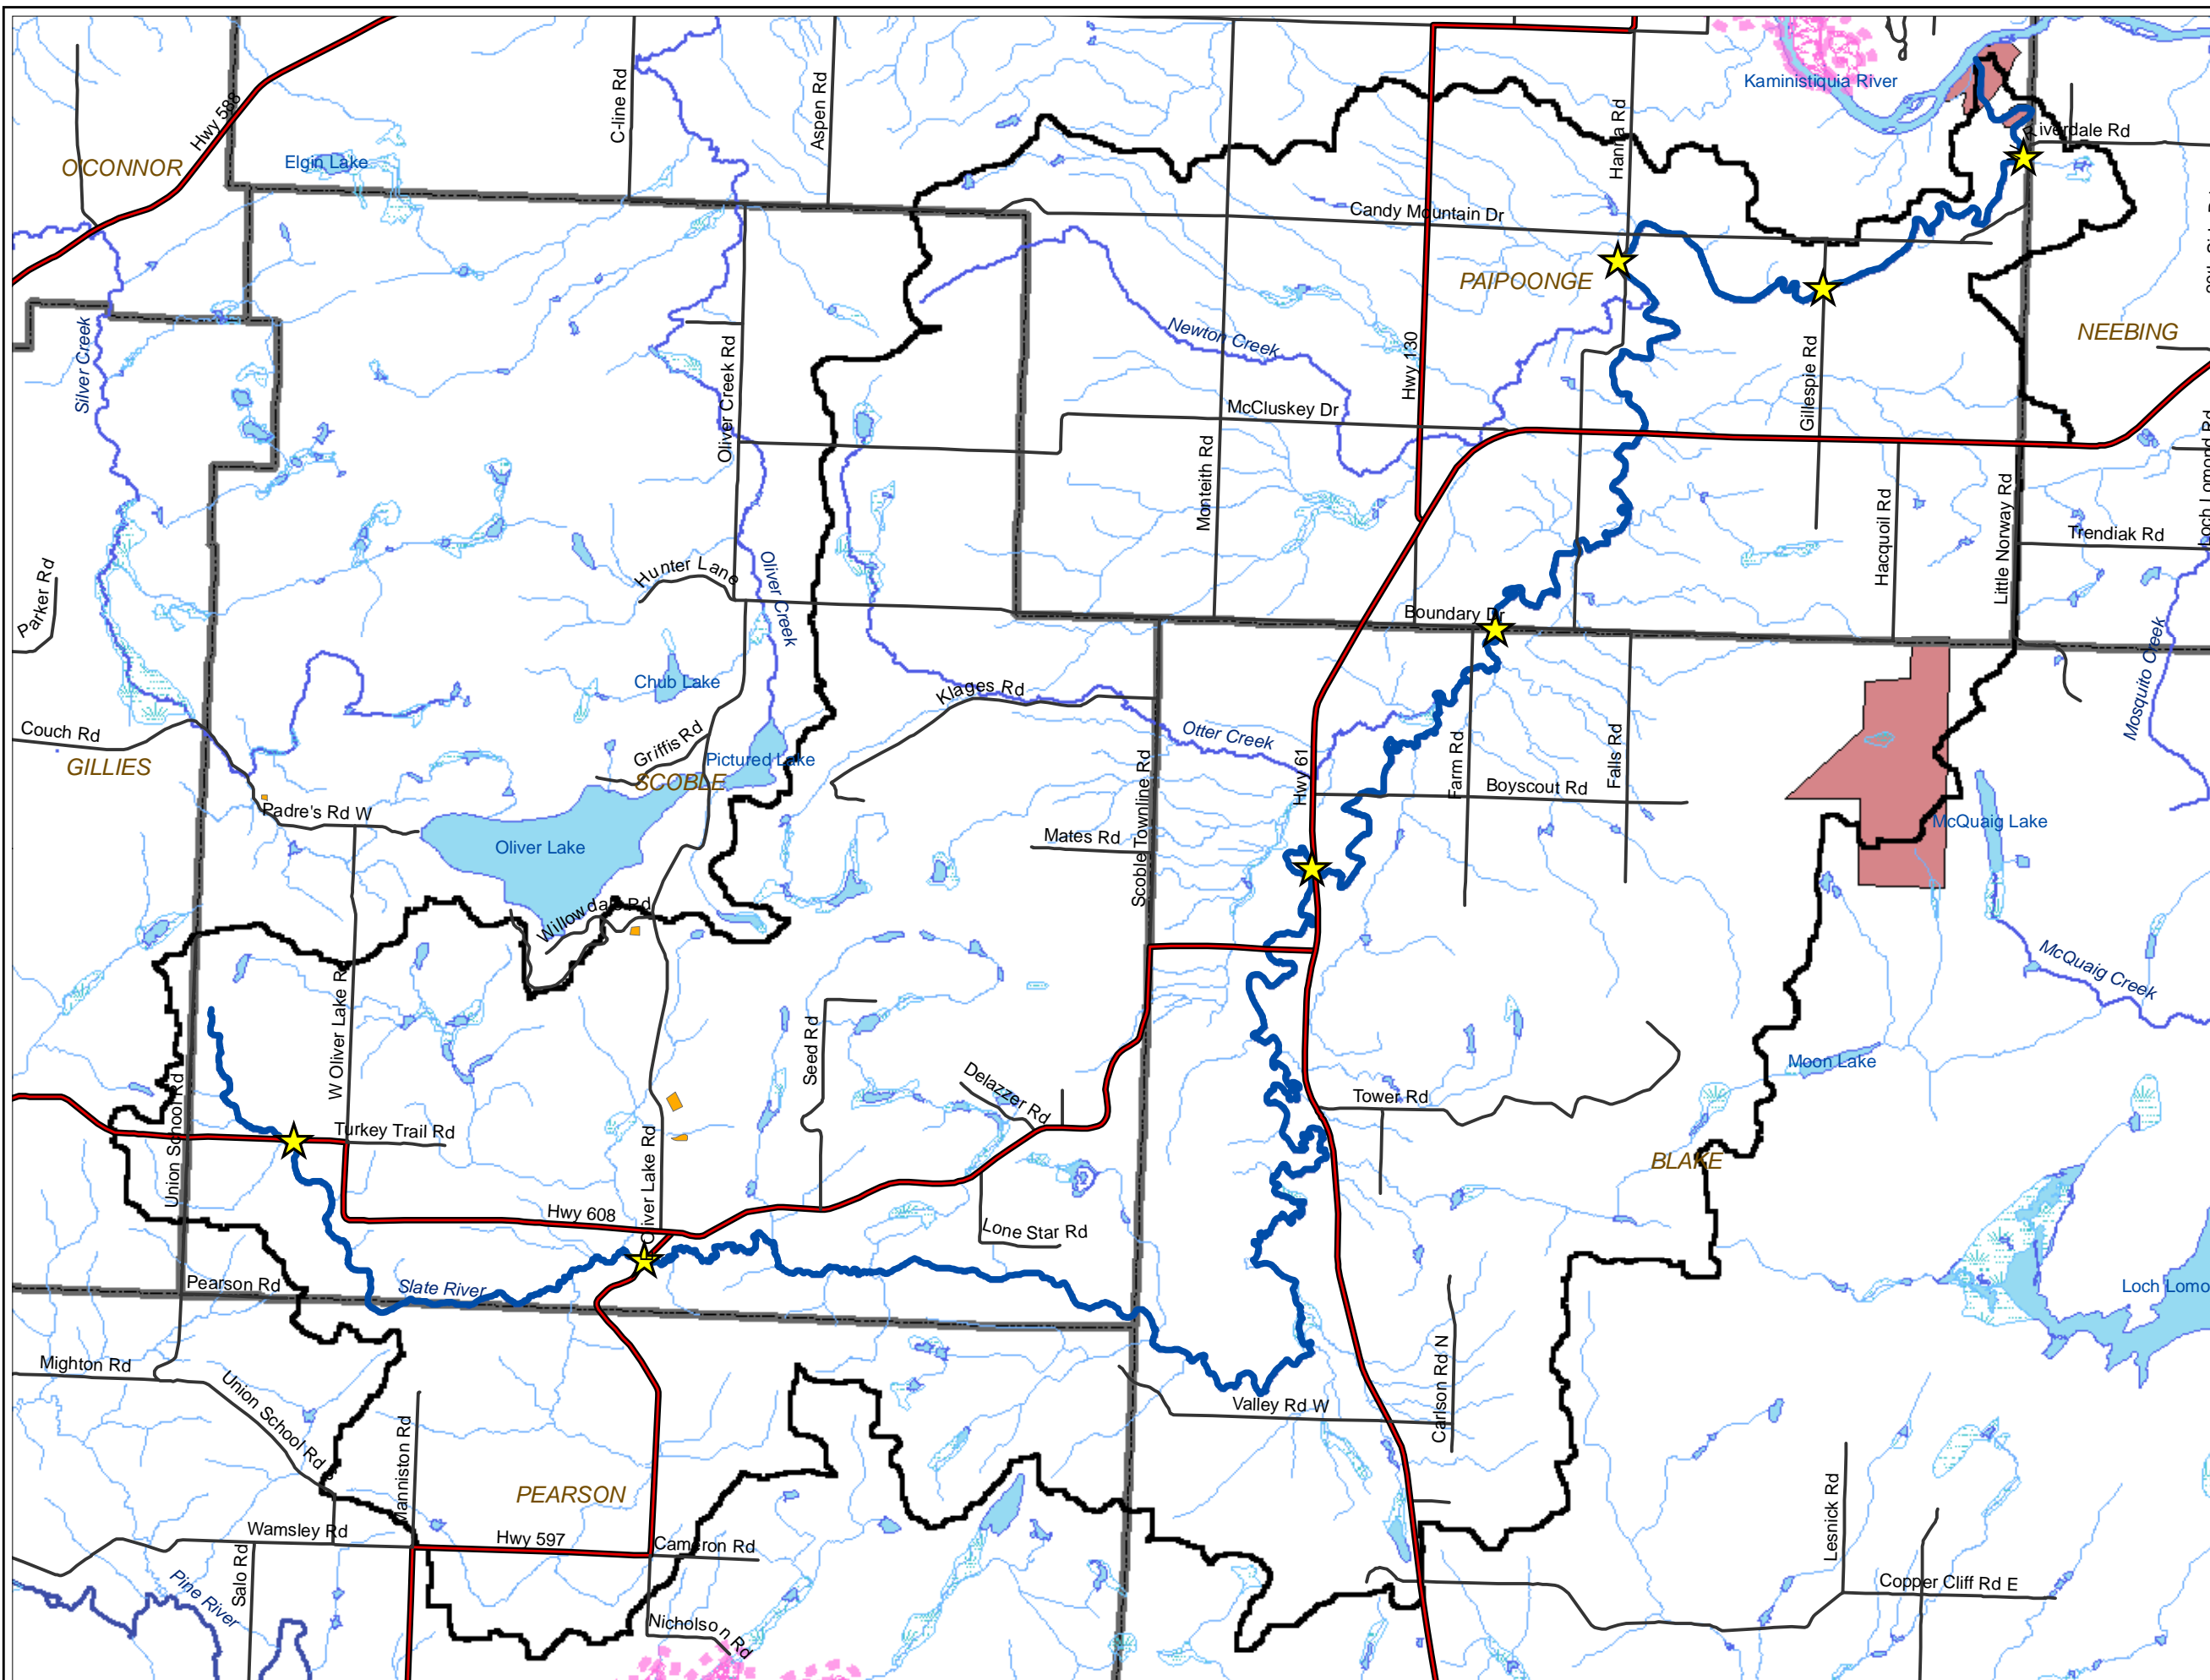 Kaministiquia River
Hwy 588
C-line Rd
Aspen Rd
Hanna Rd
Riverdale Rd
O'CONNOR
Elgin Lake
Candy Mountain Dr
PAIPOONGE
NEEBING
Silver Creek
Newton Creek
Hwy 130
Oliver Creek Rd
Gillespie Rd
McCluskey Dr
Monteith Rd
Loch Lomond Rd
Hacquoil Rd
Little Norway Rd
Trendiak Rd
Parker Rd
Hunter Lane
Oliver Creek
Boundary Dr
Mosquito Creek
Chub Lake
Klages Rd
Couch Rd
GILLIES
Griffis Rd
Pictured Lake
SCOBLE
Otter Creek
Scoble Townline Rd
Hwy 61
Farm Rd
Falls Rd
Boyscout Rd
Padre's Rd W
Oliver Lake
Mates Rd
McQuaig Lake
Willowdale Rd
McQuaig Creek
W Oliver Lake R
Seed Rd
Delazzer Rd
Moon Lake
Tower Rd
Union School Rd
Turkey Trail Rd
Oliver Lake Rd
BLAKE
Hwy 608
Lone Star Rd
Pearson Rd
Slate River
Loch Lomo
Mighton Rd
Union School Rd S
Manniston Rd
Valley Rd W
Carlson Rd N
PEARSON
Wamsley Rd
Hwy 597
Cameron Rd
Lesnick Rd
Salo Rd
Pine River
Nicholson Rd
Copper Cliff Rd E